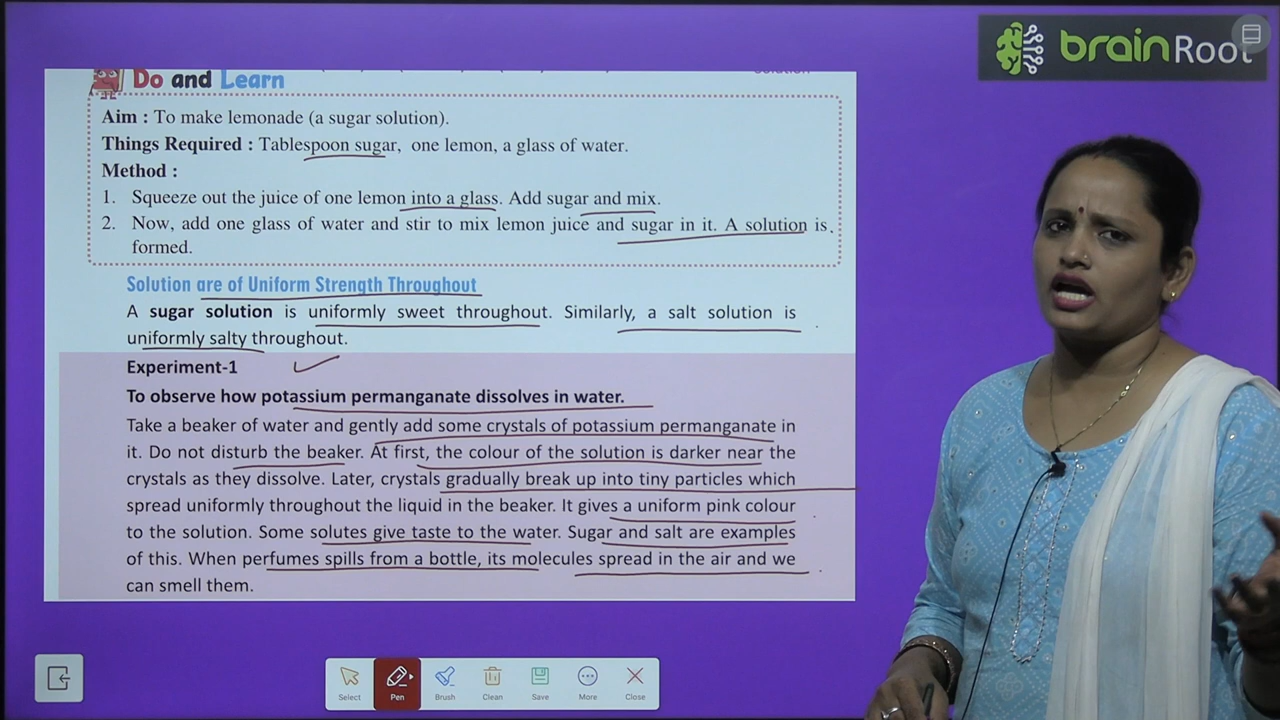 brainRoot
Solution
Do and Learn
Aim : To make lemonade (a sugar solution).
Things Required : Tablespoon sugar, one lemon, a glass of water.
Method :
1. Squeeze out the juice of one lemon into a glass. Add sugar and mix.
2. Now, add one glass of water and stir to mix lemon juice and sugar in it. A solution is
formed.
Solution are of Uniform Strength Throughout
A sugar solution is uniformly sweet throughout. Similarly, a salt solution is
uniformly salty throughout.
Experiment-1
To observe how potassium permanganate dissolves in water.
Take a beaker of water and gently add some crystals of potassium permanganate in
it. Do not disturb the beaker. At first, the colour of the solution is darker near the
crystals as they dissolve. Later, crystals gradually break up into tiny particles which
spread uniformly throughout the liquid in the beaker. It gives a uniform pink colour
to the solution. Some solutes give taste to the water. Sugar and salt are examples
of this. When perfumes spills from a bottle, its molecules spread in the air and we
can smell them.
Select Pen Brush Clean Save More Close